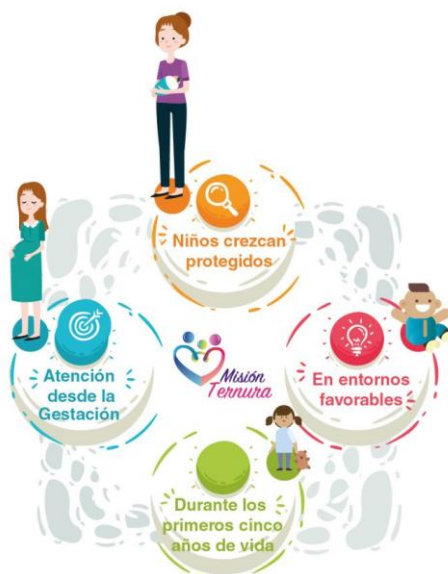 Niños crezcan
protegidos
Atención
desde la
Gestación
Misión
Ternura
En entornos
favorables
Durante los
primeros cinco
años de vida